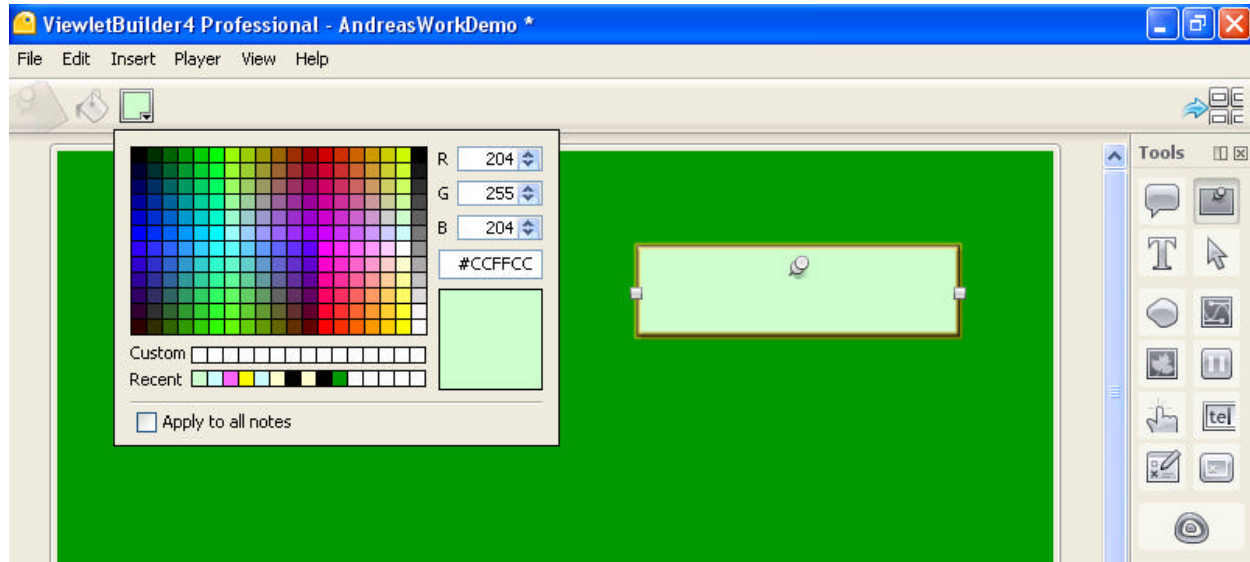 ViewletBuilder4 Professional - AndreasWorkDemo *
File Edit Insert Player View Help
Tools
R 204
G 255
B 204
#CCFFCC
Custom
Recent
Apply to all notes
T
tel